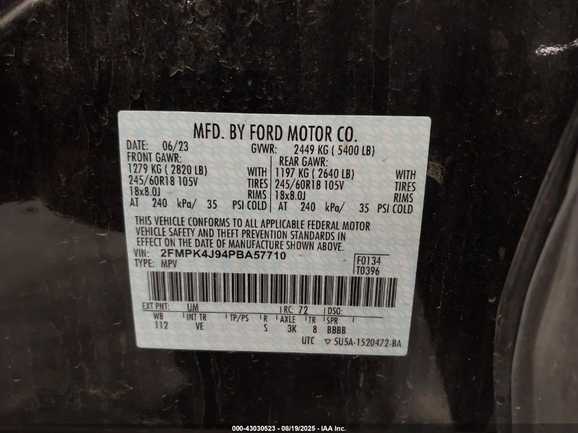 MFD. BY FORD MOTOR CO.
DATE: 06/23 GVWR: 2449 KG ( 5400 LB)
FRONT GAWR: REAR GAWR:
1279 KG ( 2820 LB) WITH 1197 KG ( 2640 LB) WITH
245/60R18 105V TIRES 245/60R18 105V TIRES
18x8.0J RIMS 18x8.0J RIMS
AT 240 kPa/ 35 PSI COLD AT 240 kPa/ 35 PSI COLD
THIS VEHICLE CONFORMS TO ALL APPLICABLE FEDERAL MOTOR
VEHICLE SAFETY AND THEFT PREVENTION STANDARDS IN
EFFECT ON THE DATE OF MANUFACTURE SHOWN ABOVE.
VIN: 2FMPK4J94PBA57710 F0134
TYPE: MPV T0396
EXT PNT: UM RC: 72 DSO:
WB INT TR TP/PS R AXLE TR SPR
112 VE S 3K 8 BBBB
UTC 5U5A-1520472-BA
000-43030523 - 08/19/2025 - IAA Inc.